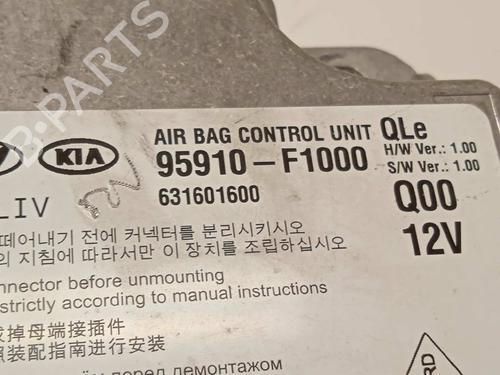 B-PARTS
AIR BAG CONTROL UNIT QLe
KIA
95910-F1000
H/W Ver.: 1.00
S/W Ver.: 1.00
631601600
Q00
LIV
12V
떼어내기 전에 커넥터를 분리시키시오
의 지침에 따라서만 이 장치를 조립하십시오
before unmounting
strictly according to manual instructions
掉母端接插件
照装配指南进行安装
перед демонтажом